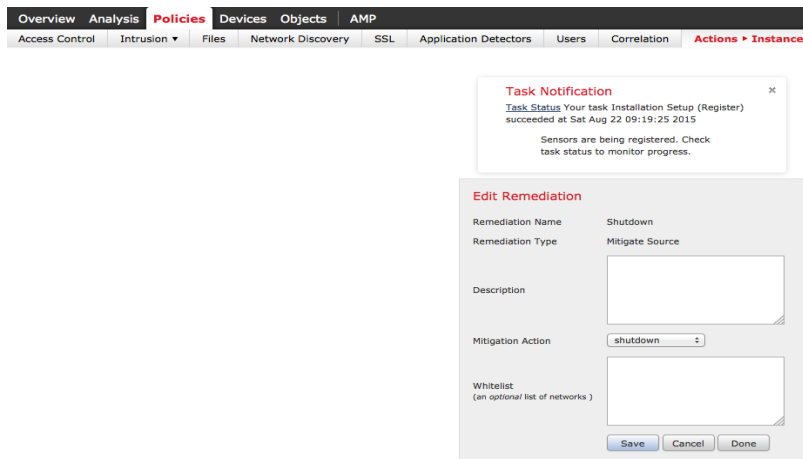 Overview Analysis Policies Devices Objects AMP
Access Control Intrusion ▾ Files Network Discovery SSL Application Detectors Users Correlation Actions ▸ Instance
Task Notification ×
Task Status Your task Installation Setup (Register)
succeeded at Sat Aug 22 09:19:25 2015
Sensors are being registered. Check
task status to monitor progress.
Edit Remediation
Remediation Name Shutdown
Remediation Type Mitigate Source
Description
Mitigation Action shutdown
Whitelist
(an optional list of networks )
Save Cancel Done